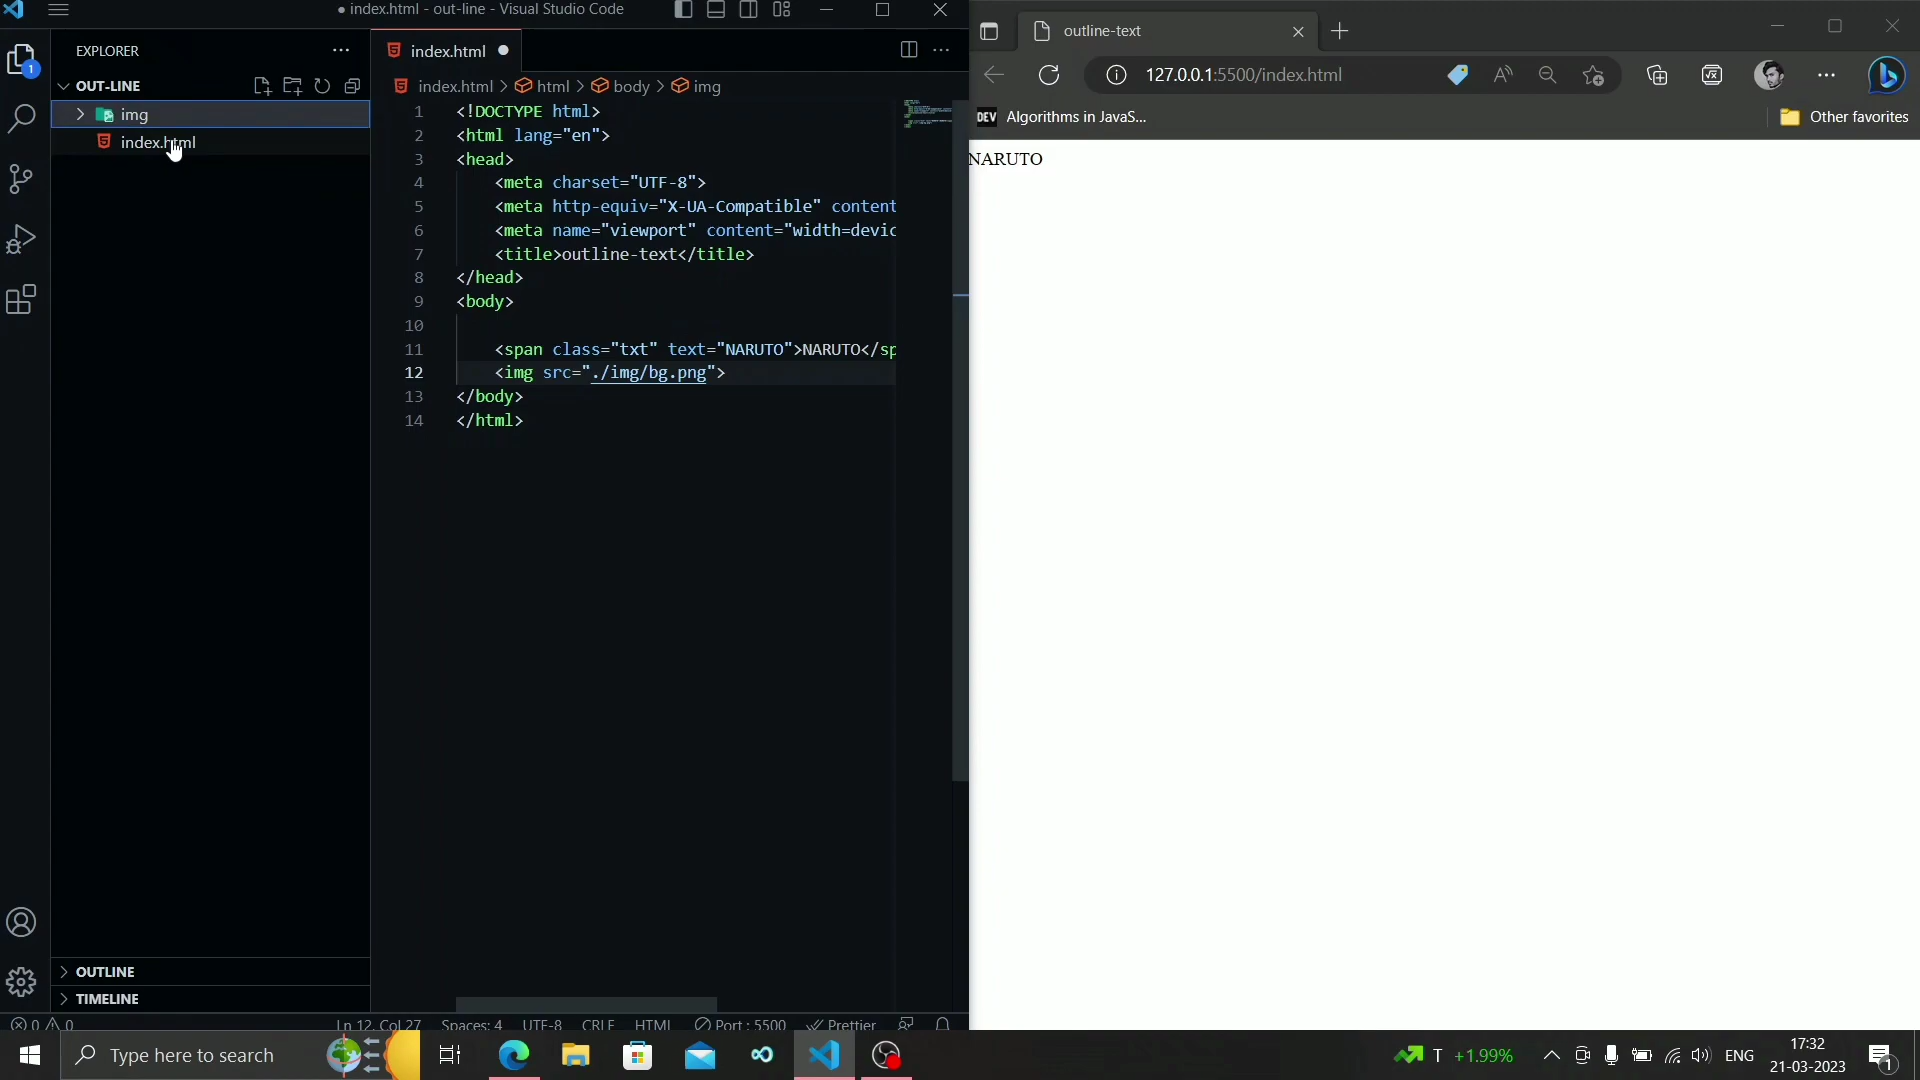 ● index.html - out-line - Visual Studio Code
EXPLORER
OUT-LINE
img
index.html
index.html ●
index.html > html > body > img
1 <!DOCTYPE html>
2 <html lang="en">
3 <head>
4 <meta charset="UTF-8">
5 <meta http-equiv="X-UA-Compatible" content
6 <meta name="viewport" content="width=devic
7 <title>outline-text</title>
8 </head>
9 <body>
10
11 <span class="txt" text="NARUTO">NARUTO</sp
12 <img src="./img/bg.png">
13 </body>
14 </html>
OUTLINE
TIMELINE
0 0 Ln 12, Col 27 Spaces: 4 UTF-8 CRLF HTML Port : 5500 Prettier
1
outline-text
127.0.0.1:5500/index.html
DEV Algorithms in JavaS...
Other favorites
NARUTO
Type here to search
T +1.99%
ENG
17:32
21-03-2023
1